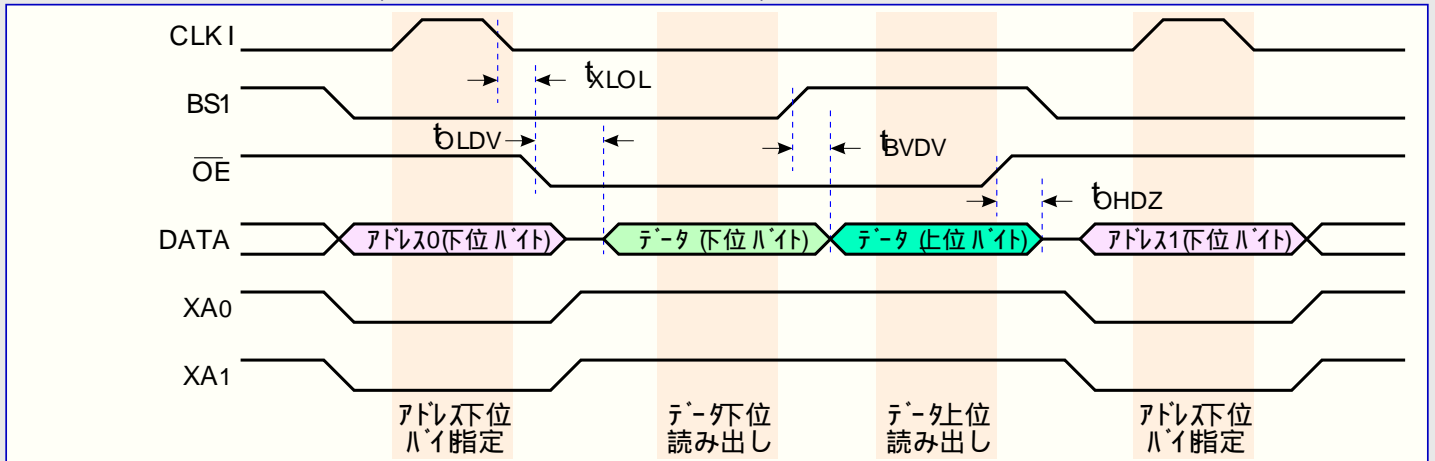 CLKI
tXLOL
BS1
tOLDV
tBVDV
OE
tOHDZ
DATA
アドレス0(下位バイト)
データ(下位バイト)
データ(上位バイト)
アドレス1(下位バイト)
XA0
XA1
アドレス下位
バイト指定
データ下位
読み出し
データ上位
読み出し
アドレス下位
バイト指定